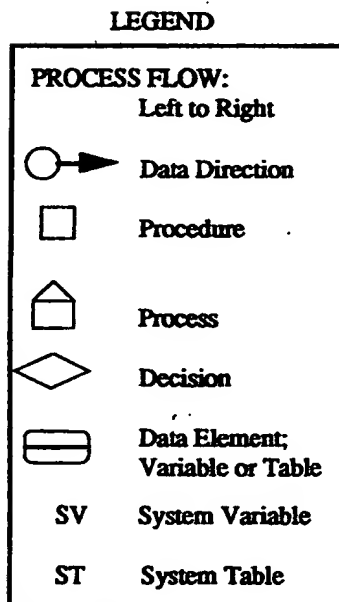 LEGEND
PROCESS FLOW:
Left to Right
Data Direction
Procedure
Process
Decision
Data Element;
Variable or Table
SV System Variable
ST System Table